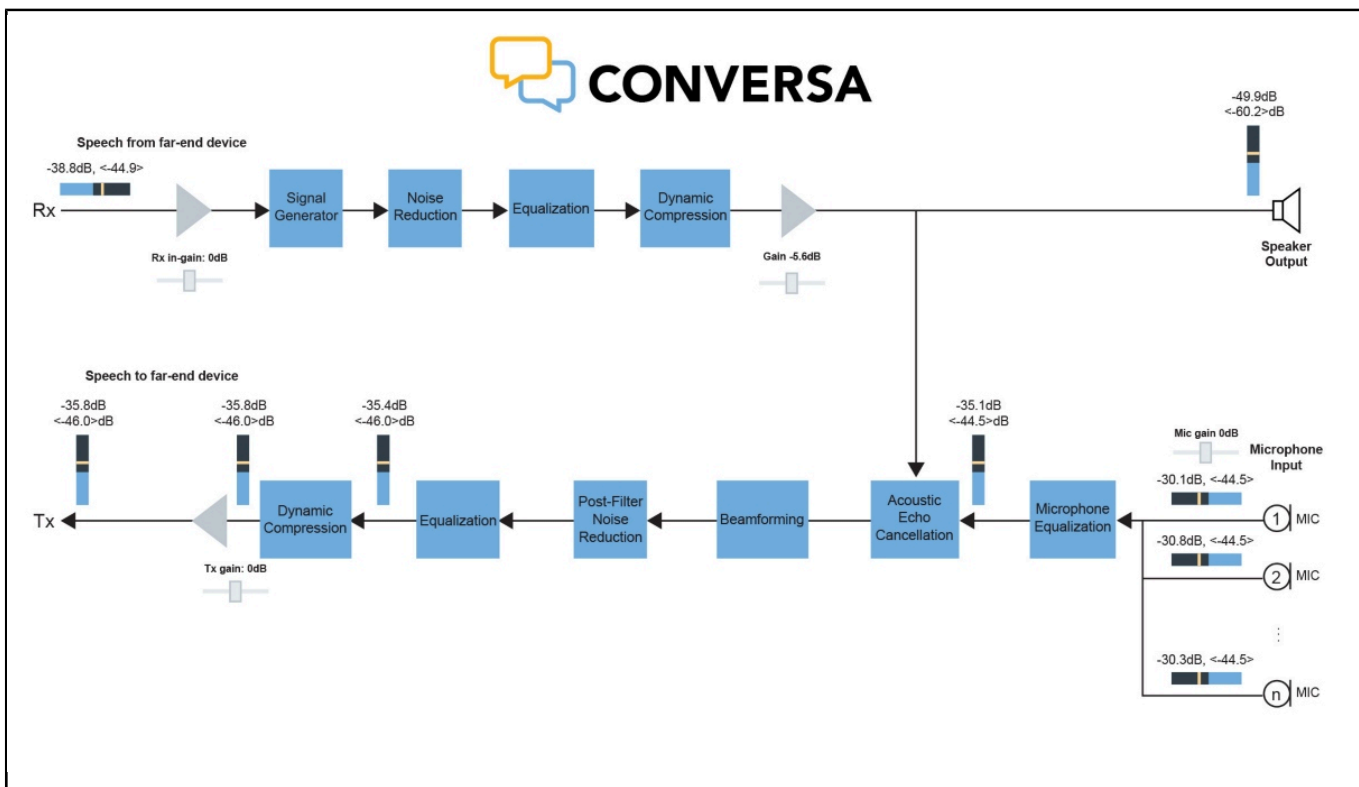 CONVERSA
Speech from far-end device
-38.8dB, <-44.9>
Rx
Rx in-gain: 0dB
Signal
Generator
Noise
Reduction
Equalization
Dynamic
Compression
Gain -5.6dB
-49.9dB
<-60.2>dB
Speaker
Output
Speech to far-end device
-35.8dB
<-46.0>dB
-35.8dB
<-46.0>dB
-35.4dB
<-46.0>dB
-35.1dB
<-44.5>dB
Mic gain 0dB
Microphone
Input
Tx
Tx gain: 0dB
Dynamic
Compression
Equalization
Post-Filter
Noise
Reduction
Beamforming
Acoustic
Echo
Cancellation
Microphone
Equalization
-30.1dB, <-44.5>
1 MIC
-30.8dB, <-44.5>
2 MIC
...
-30.3dB, <-44.5>
n MIC